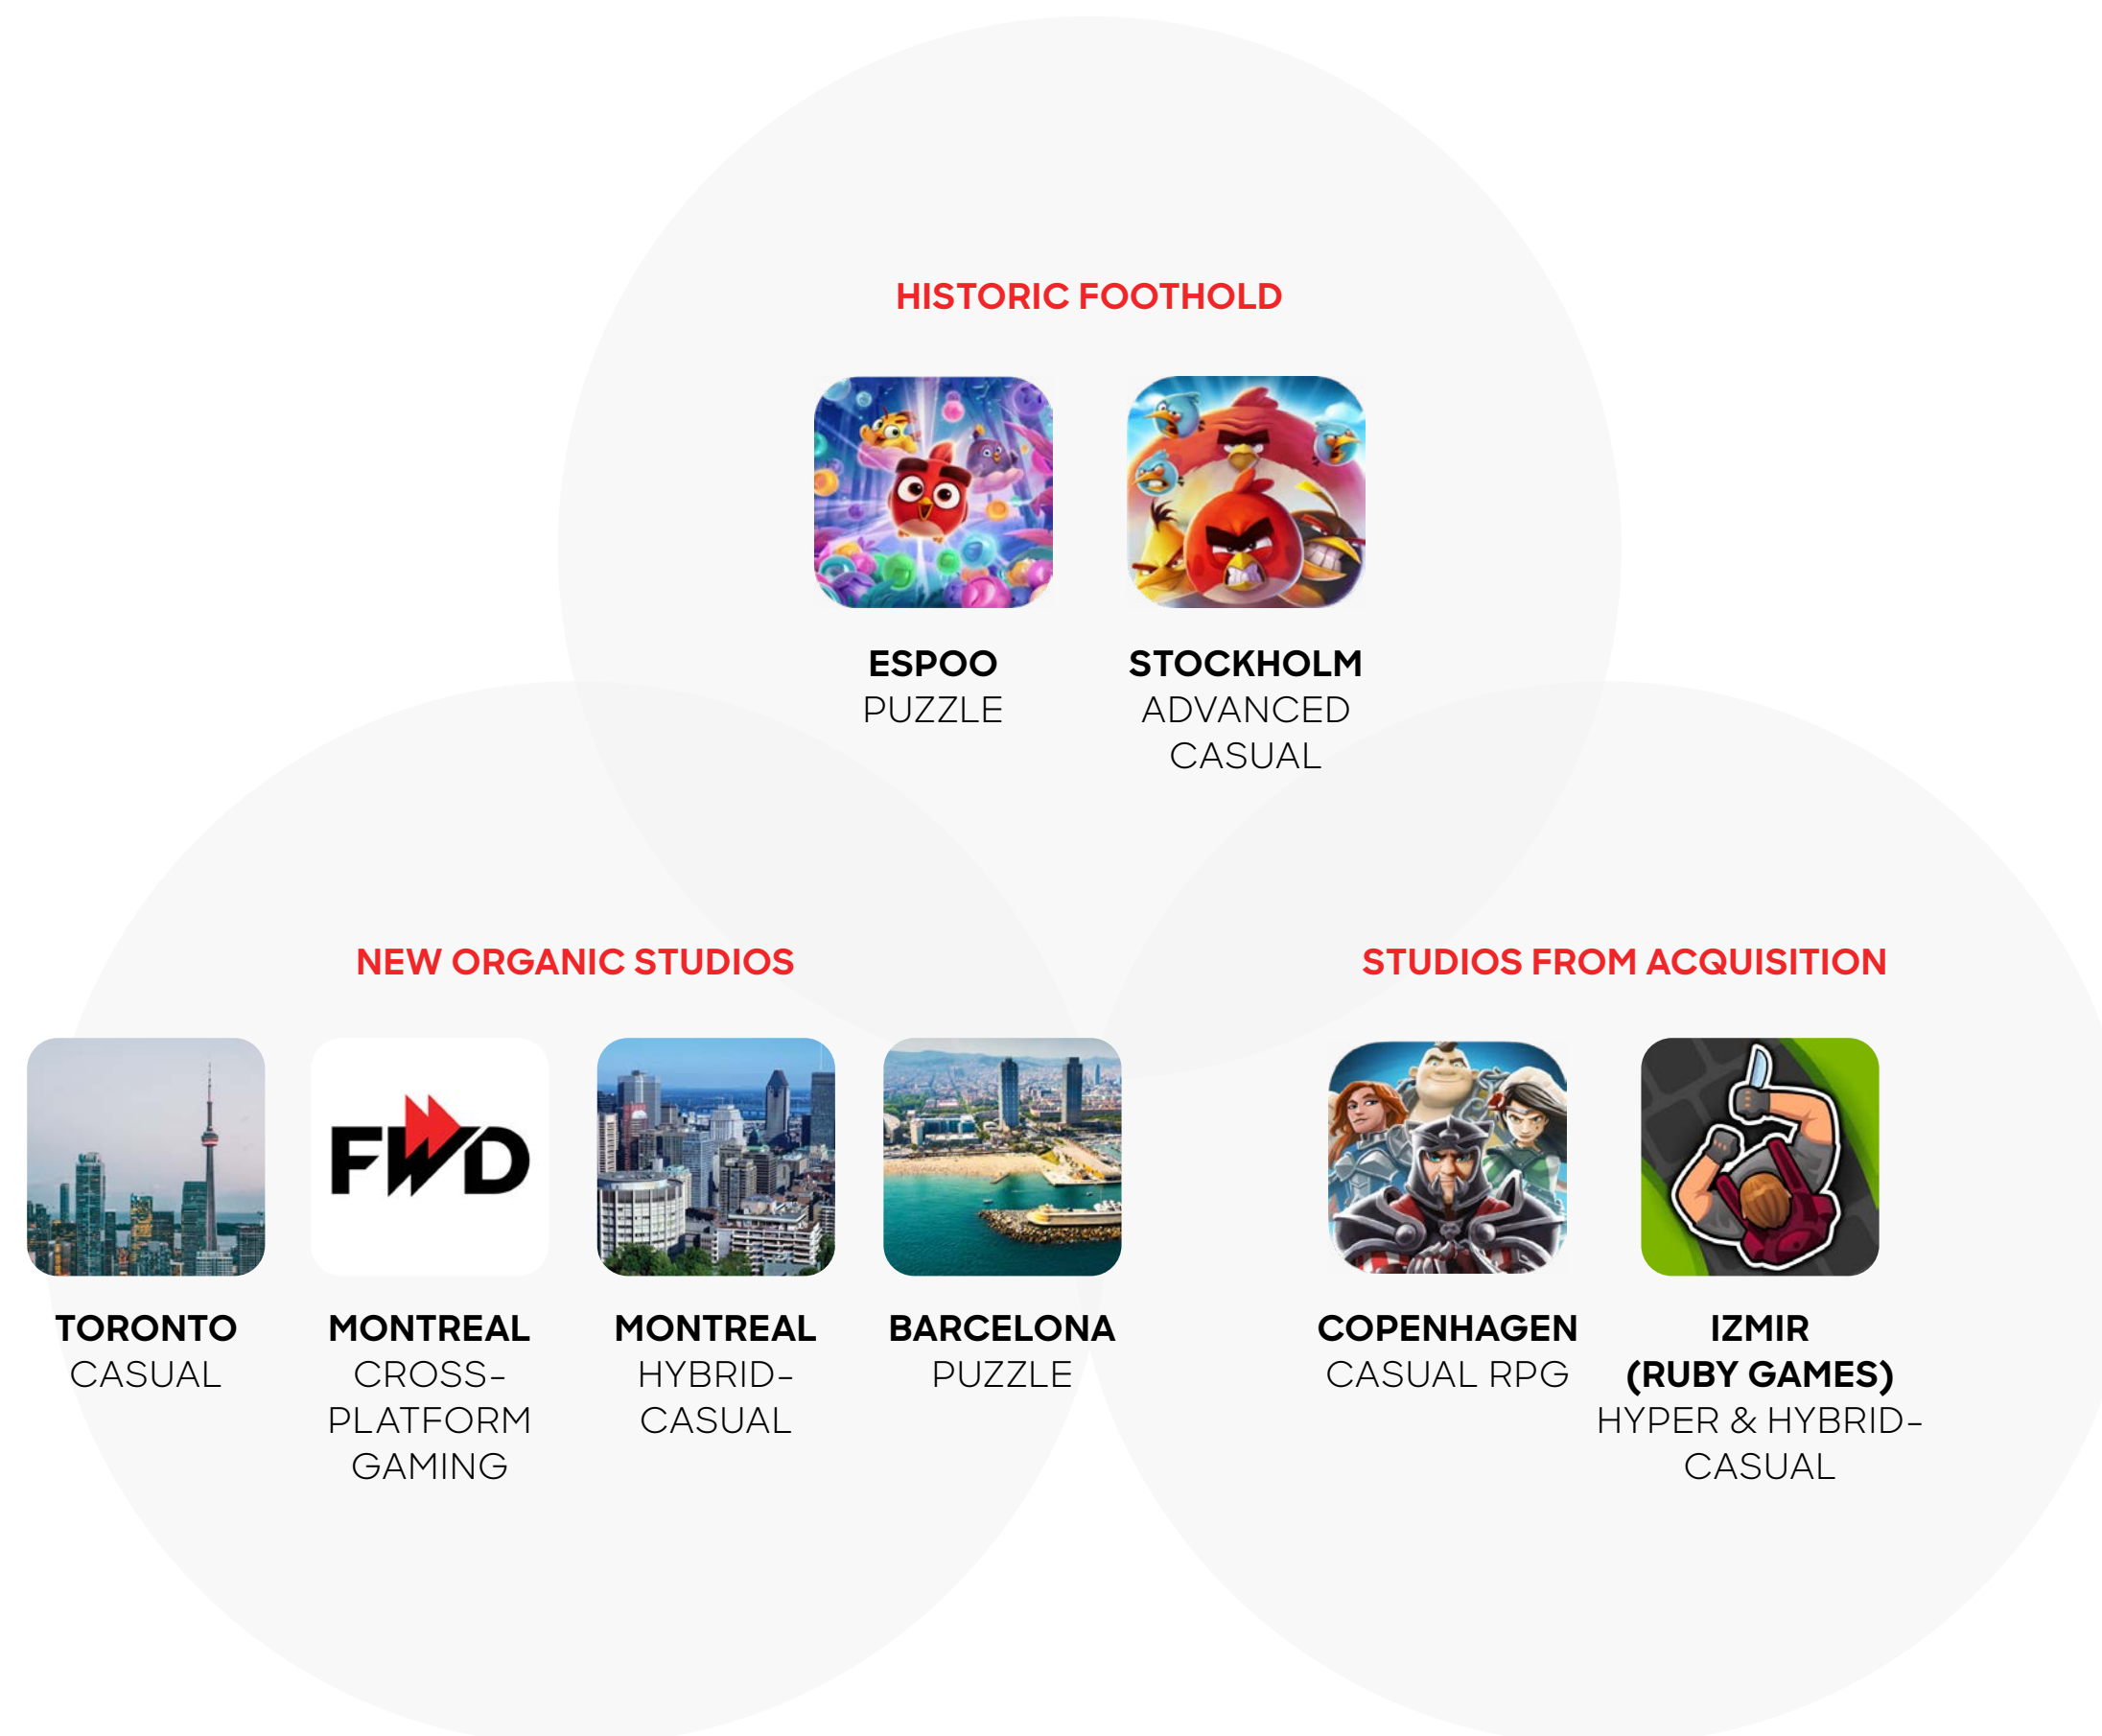 HISTORIC FOOTHOLD
ESPOO
PUZZLE
STOCKHOLM
ADVANCED
CASUAL
NEW ORGANIC STUDIOS
FWD
TORONTO
CASUAL
MONTREAL
CROSS-
PLATFORM
GAMING
MONTREAL
HYBRID-
CASUAL
BARCELONA
PUZZLE
STUDIOS FROM ACQUISITION
COPENHAGEN
CASUAL RPG
IZMIR
(RUBY GAMES)
HYPER & HYBRID-
CASUAL